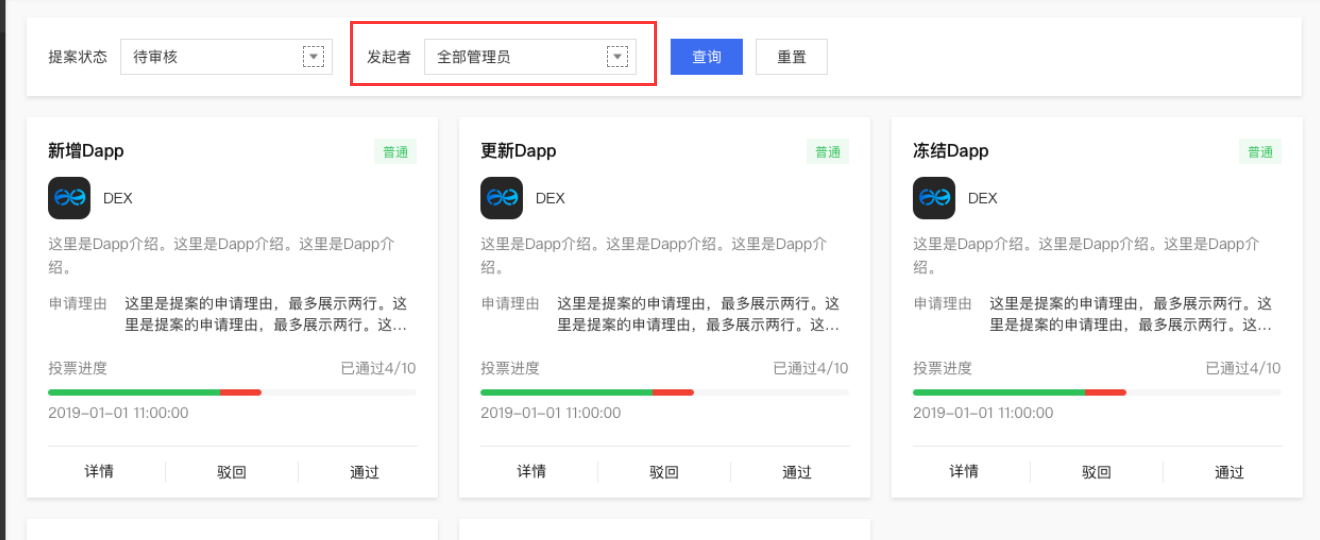 提案状态 待审核 发起者 全部管理员 查询 重置
新增Dapp 普通
DEX
这里是Dapp介绍。这里是Dapp介绍。这里是Dapp介
绍。
申请理由 这里是提案的申请理由，最多展示两行。这
里是提案的申请理由，最多展示两行。这...
投票进度 已通过4/10
2019-01-01 11:00:00
详情 驳回 通过
更新Dapp 普通
DEX
这里是Dapp介绍。这里是Dapp介绍。这里是Dapp介
绍。
申请理由 这里是提案的申请理由，最多展示两行。这
里是提案的申请理由，最多展示两行。这...
投票进度 已通过4/10
2019-01-01 11:00:00
详情 驳回 通过
冻结Dapp 普通
DEX
这里是Dapp介绍。这里是Dapp介绍。这里是Dapp介
绍。
申请理由 这里是提案的申请理由，最多展示两行。这
里是提案的申请理由，最多展示两行。这...
投票进度 已通过4/10
2019-01-01 11:00:00
详情 驳回 通过